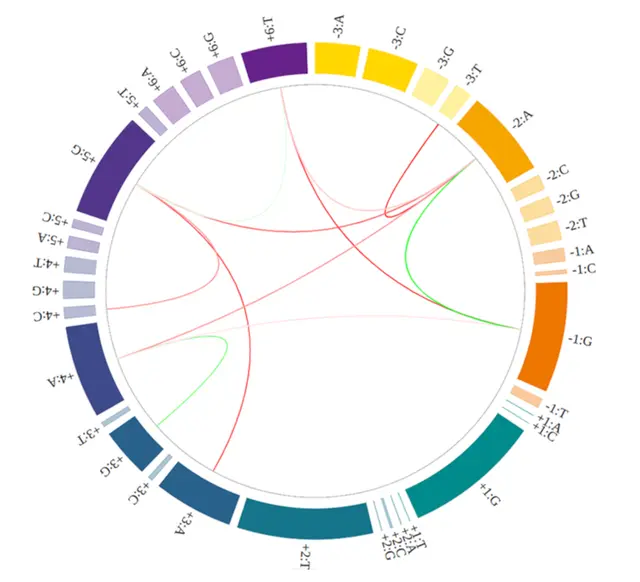 -3:A
-3:C
-3:G
-3:T
-2:A
-2:C
-2:G
-2:T
-1:A
-1:C
-1:G
-1:T
+1:A
+1:C
+1:G
+1:T
+2:A
+2:C
+2:G
+2:T
+3:A
+3:C
+3:G
+3:T
+4:A
+4:C
+4:G
+4:T
+5:A
+5:C
+5:G
+5:T
+6:A
+6:C
+6:G
+6:T